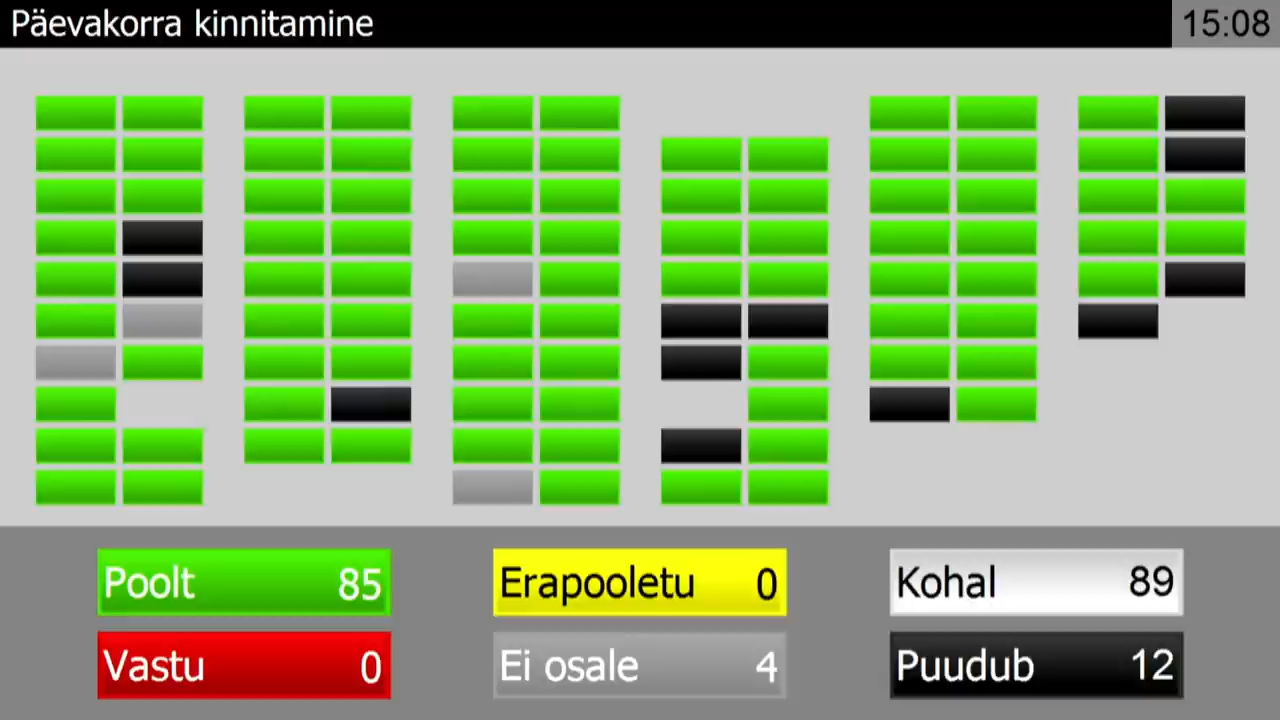 Päevakorra kinnitamine 15:08
Poolt 85 Erapooletu 0 Kohal 89
Vastu 0 Ei osale 4 Puudub 12